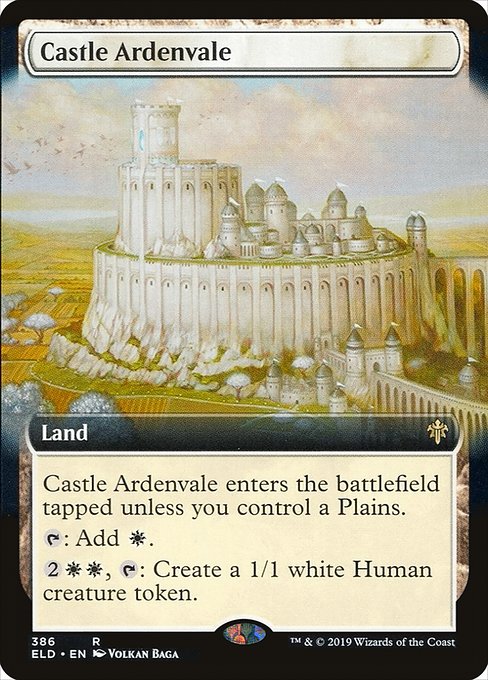 Castle Ardenvale
Land
Castle Ardenvale enters the battlefield
tapped unless you control a Plains.
: Add .
2, : Create a 1/1 white Human
creature token.
386 R
ELD • EN VOLKAN BAGA
™ & © 2019 Wizards of the Coast